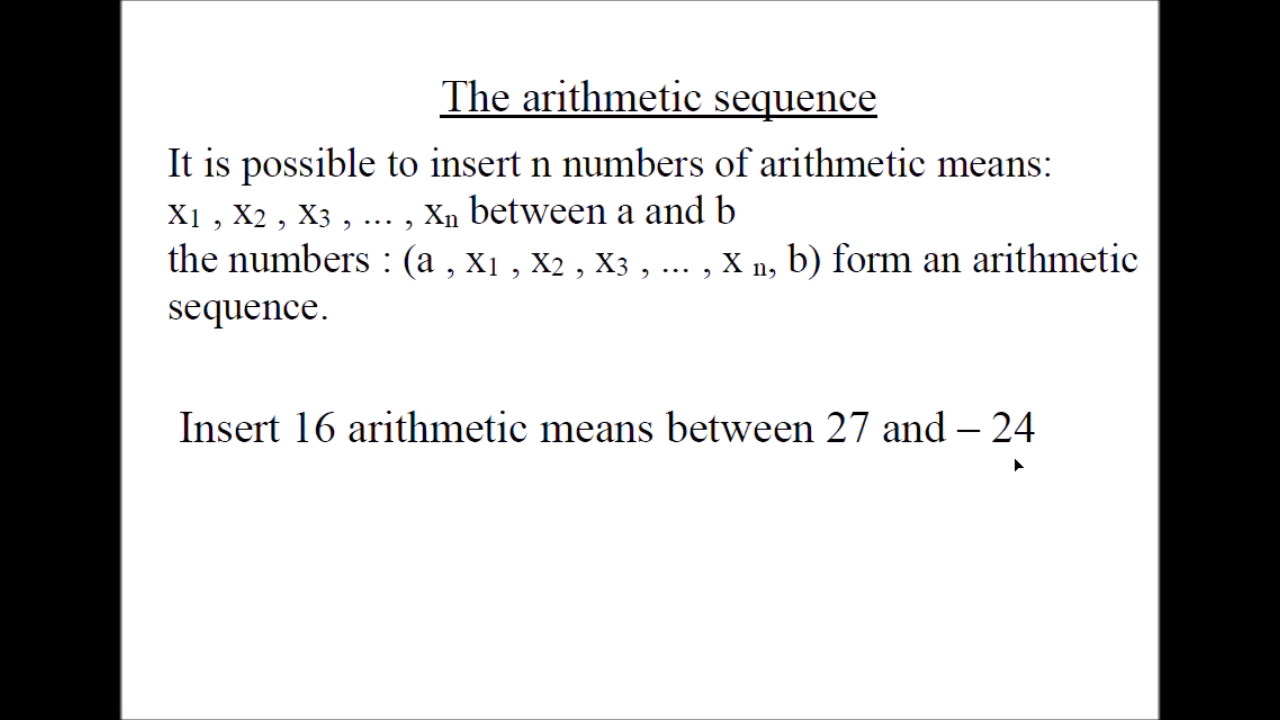 The arithmetic sequence
It is possible to insert n numbers of arithmetic means:
x₁ , x₂ , x₃ , ... , xₙ between a and b
the numbers : (a , x₁ , x₂ , x₃ , ... , x ₙ, b) form an arithmetic
sequence.
Insert 16 arithmetic means between 27 and – 24